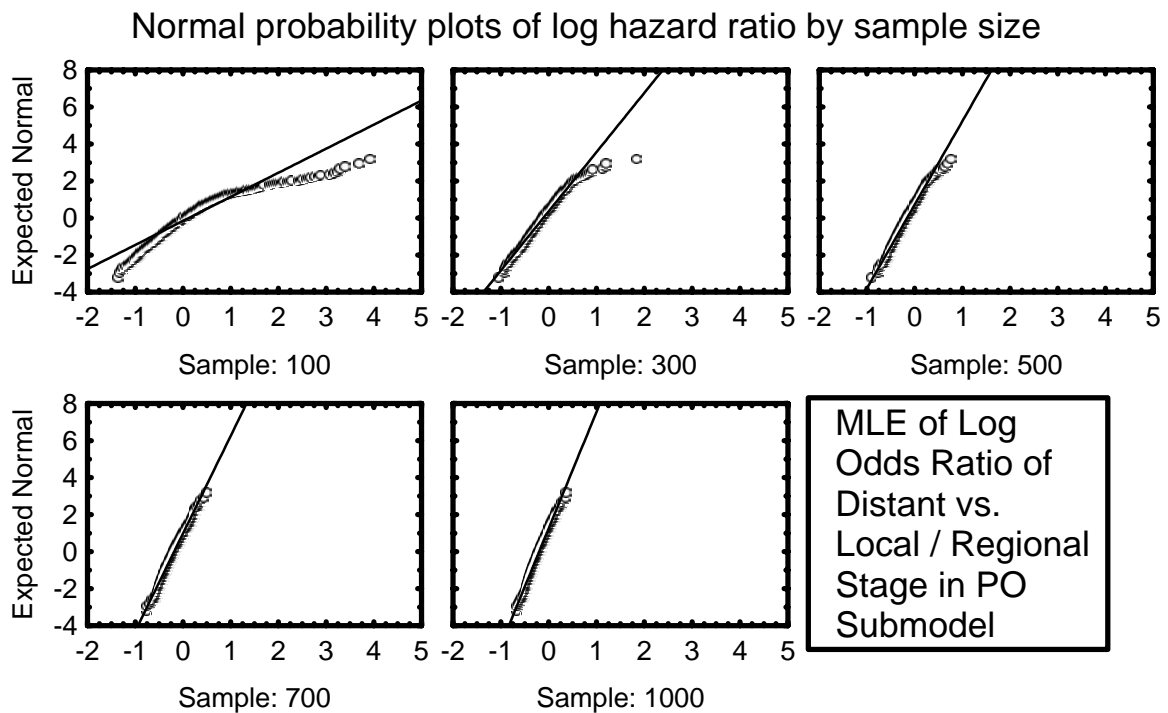 Normal probability plots of log hazard ratio by sample size
Expected Normal
8
6
4
2
0
-2
-4
-2 -1 0 1 2 3 4 5
Sample: 100
-2 -1 0 1 2 3 4 5
Sample: 300
-2 -1 0 1 2 3 4 5
Sample: 500
Expected Normal
8
6
4
2
0
-2
-4
-2 -1 0 1 2 3 4 5
Sample: 700
-2 -1 0 1 2 3 4 5
Sample: 1000
MLE of Log
Odds Ratio of
Distant vs.
Local / Regional
Stage in PO
Submodel